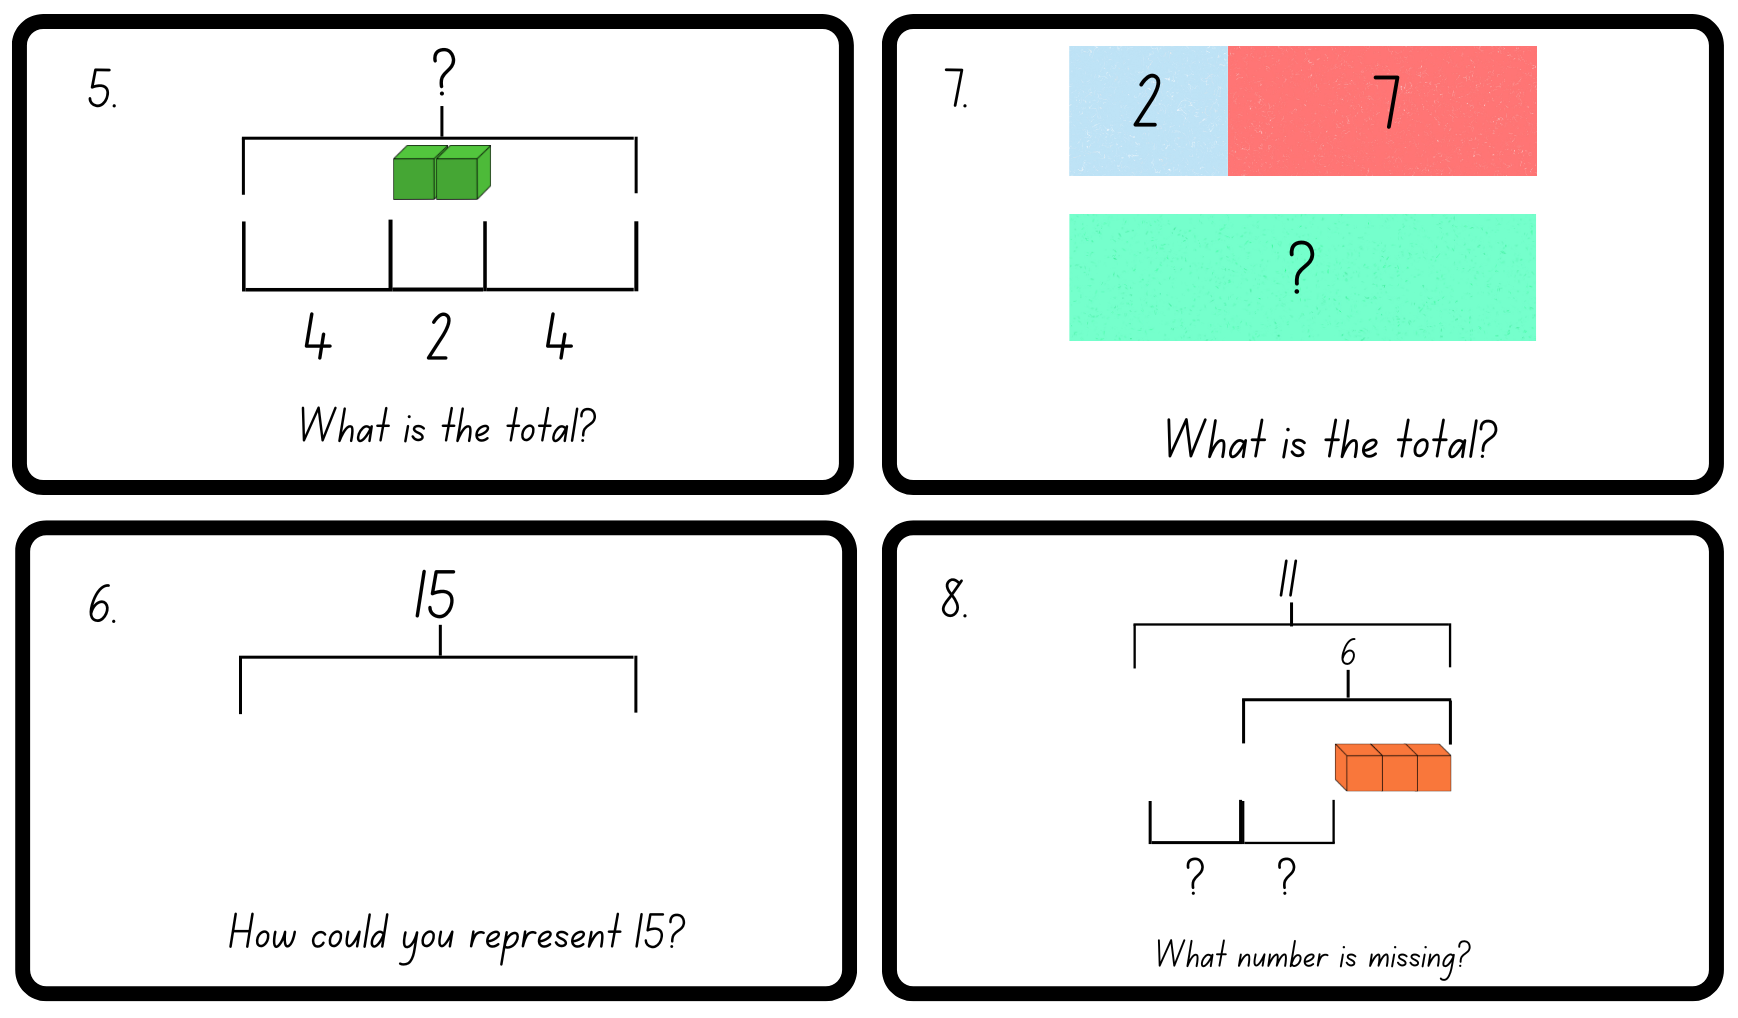 5.
?
4 2 4
What is the total?
7.
2 7
?
What is the total?
6.
15
How could you represent 15?
8.
11
6
? ?
What number is missing?